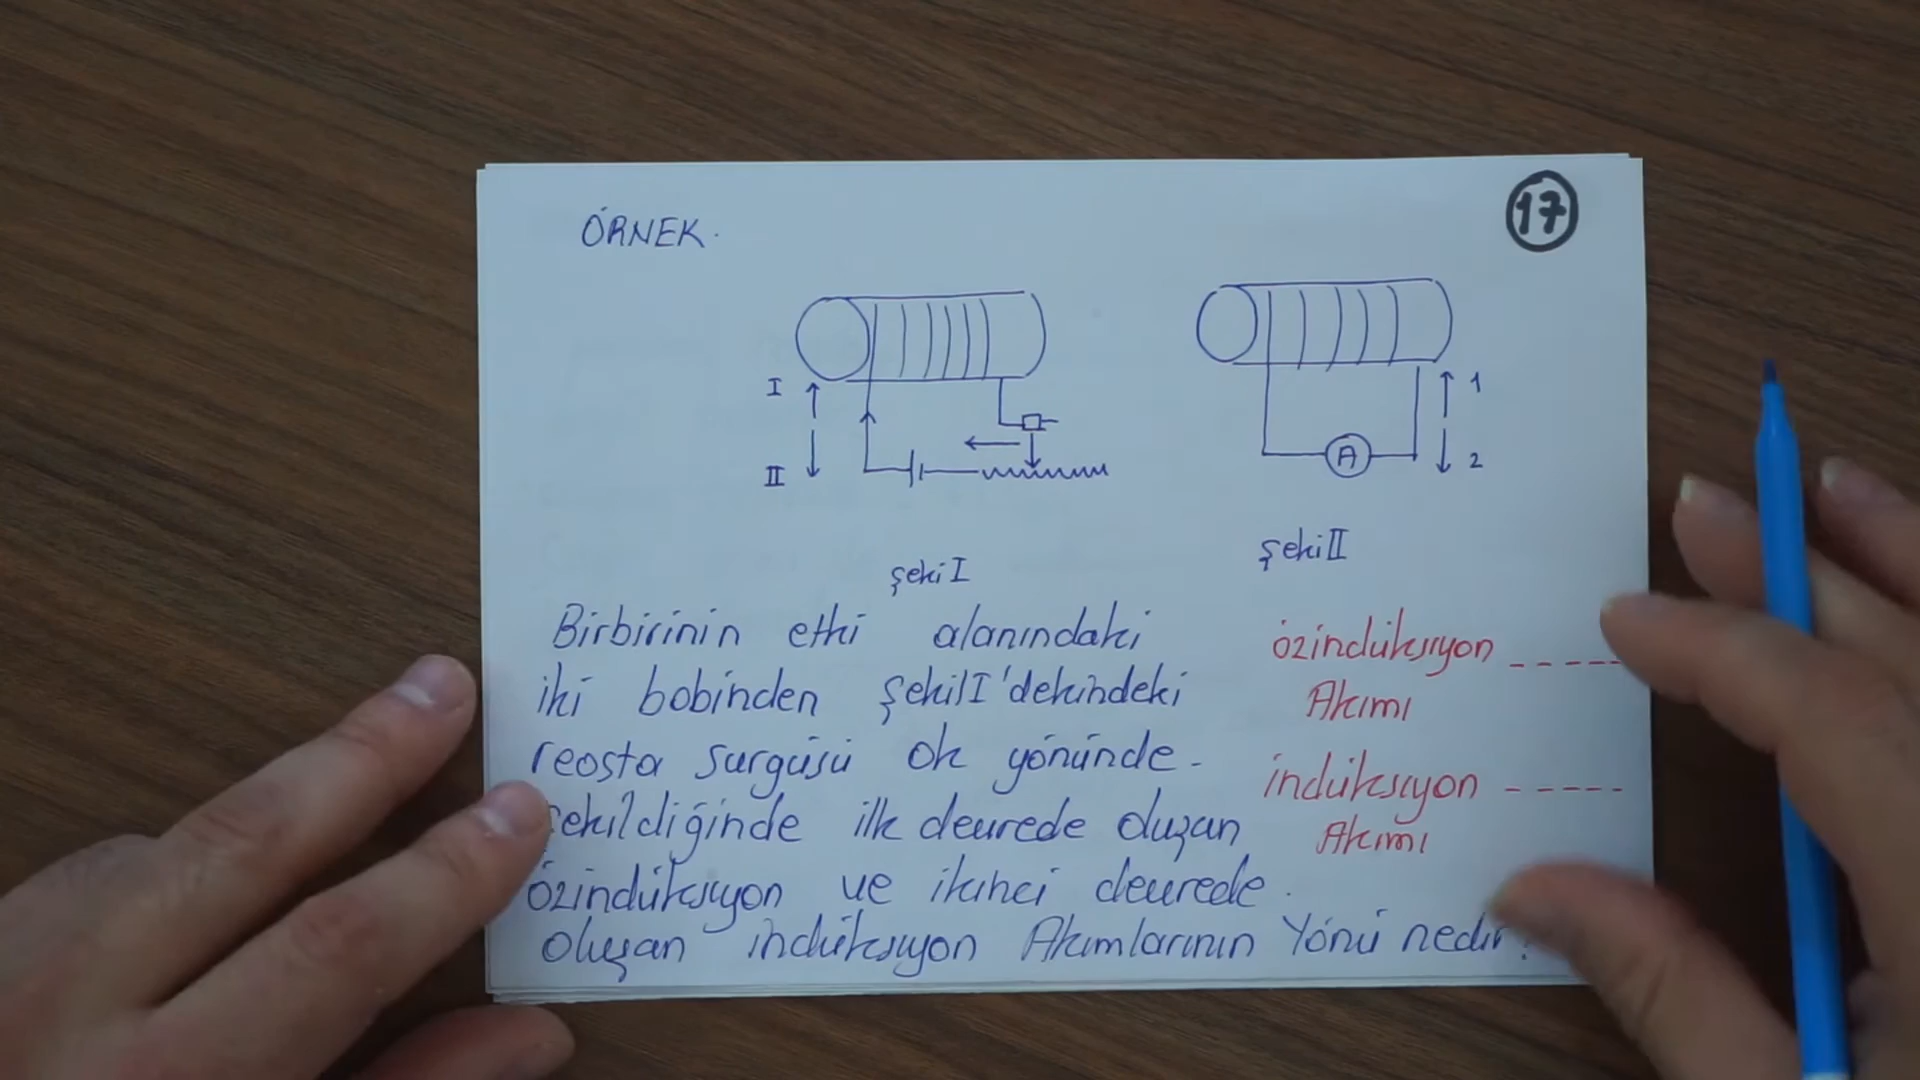 ÖRNEK.
17
I
II
1
2
A
şekil I
şekil II
Birbirinin etki alanındaki
iki bobinden Şekil I'dekindeki
reosta sürgüsü ok yönünde
çekildiğinde ilk devrede oluşan
özindüksiyon ve ikinci devrede
oluşan indüksiyon Akımlarının Yönü nedir?
özindüksiyon -----
Akımı
indüksiyon -----
Akımı